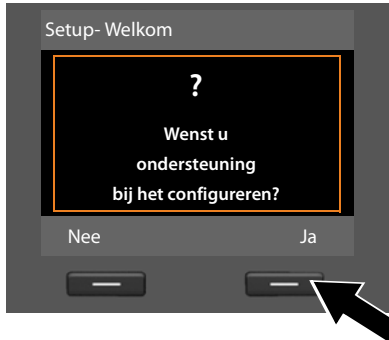 Setup- Welkom
?
Wenst u
ondersteuning
bij het configureren?
Nee Ja